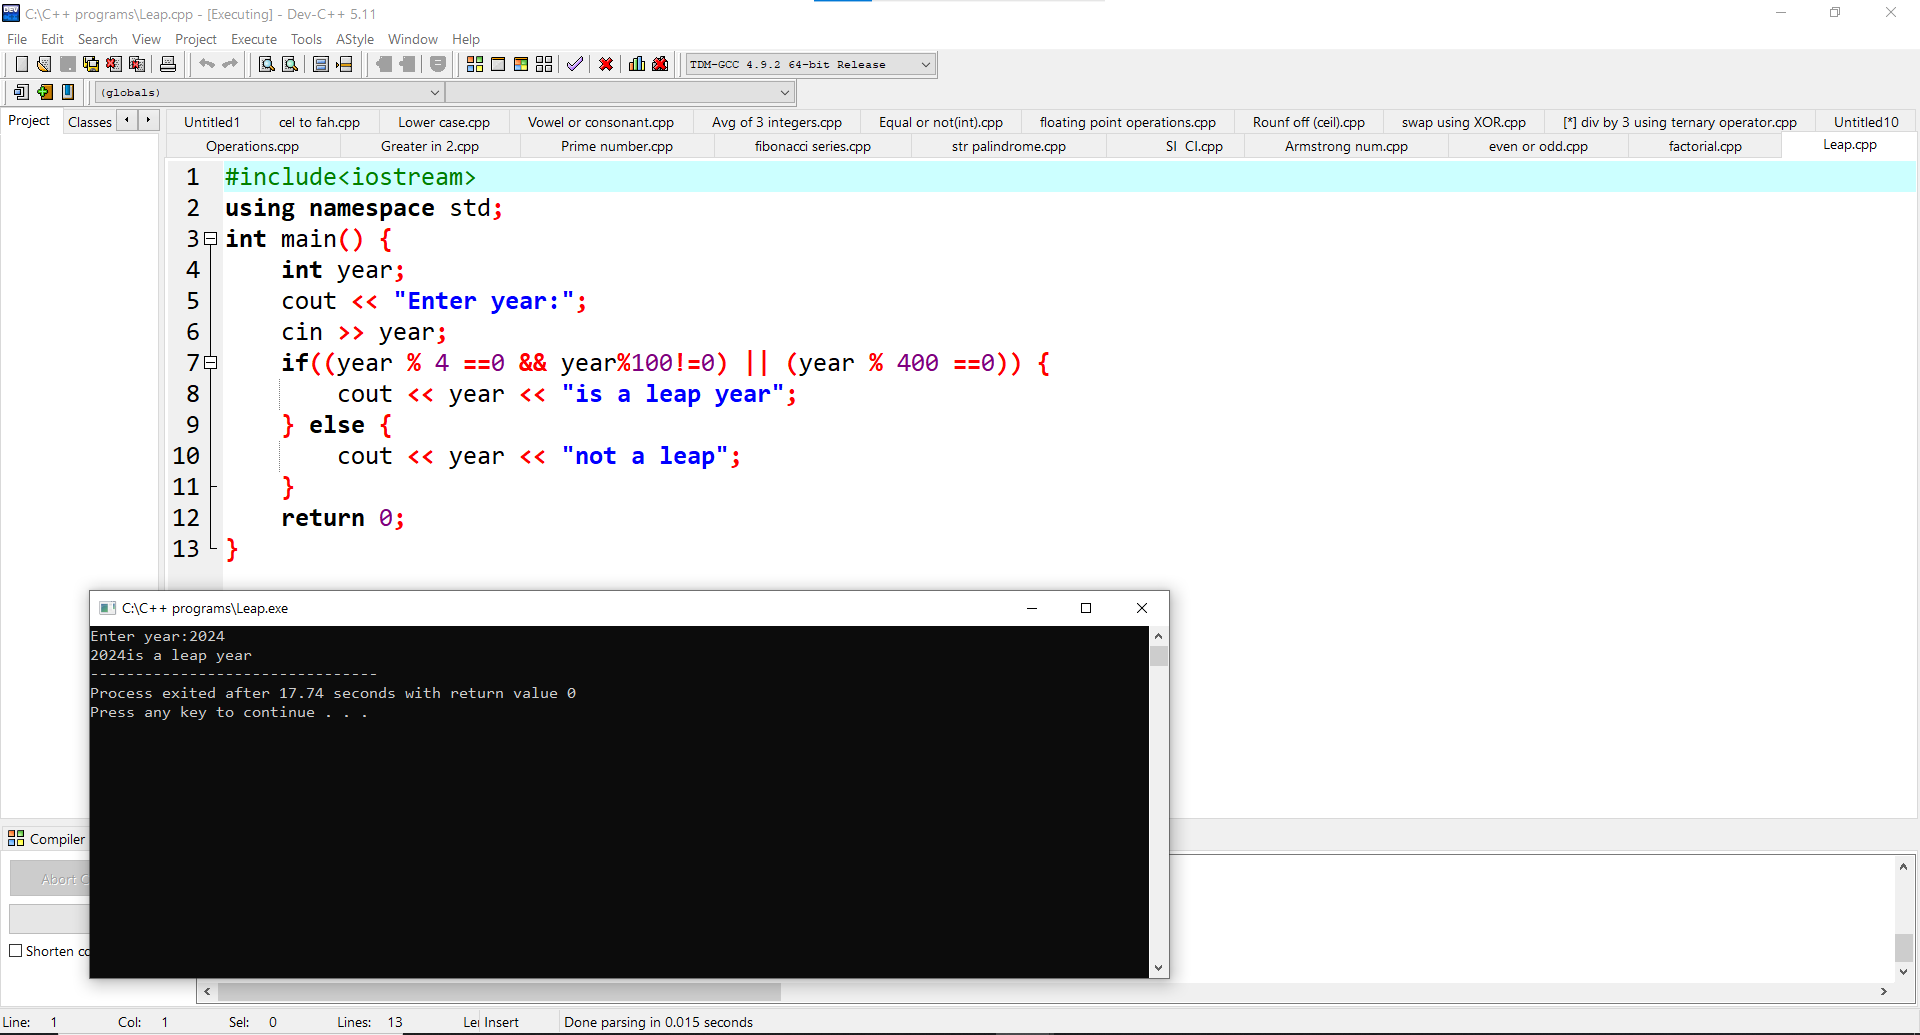 C:\C++ programs\Leap.cpp - [Executing] - Dev-C++ 5.11
File Edit Search View Project Execute Tools AStyle Window Help
TDM-GCC 4.9.2 64-bit Release
(globals)
Project Classes
Untitled1 cel to fah.cpp Lower case.cpp Vowel or consonant.cpp Avg of 3 integers.cpp Equal or not(int).cpp floating point operations.cpp Rounf off (ceil).cpp swap using XOR.cpp [*] div by 3 using ternary operator.cpp Untitled10
Operations.cpp Greater in 2.cpp Prime number.cpp fibonacci series.cpp str palindrome.cpp SI CI.cpp Armstrong num.cpp even or odd.cpp factorial.cpp Leap.cpp
1 #include<iostream>
2 using namespace std;
3 int main() {
4 int year;
5 cout << "Enter year:";
6 cin >> year;
7 if((year % 4 ==0 && year%100!=0) || (year % 400 ==0)) {
8 cout << year << "is a leap year";
9 } else {
10 cout << year << "not a leap";
11 }
12 return 0;
13 }
C:\C++ programs\Leap.exe
Enter year:2024
2024is a leap year
--------------------------------
Process exited after 17.74 seconds with return value 0
Press any key to continue . . .
Compiler
Abort C
Shorten co
Line: 1 Col: 1 Sel: 0 Lines: 13 Le Insert Done parsing in 0.015 seconds